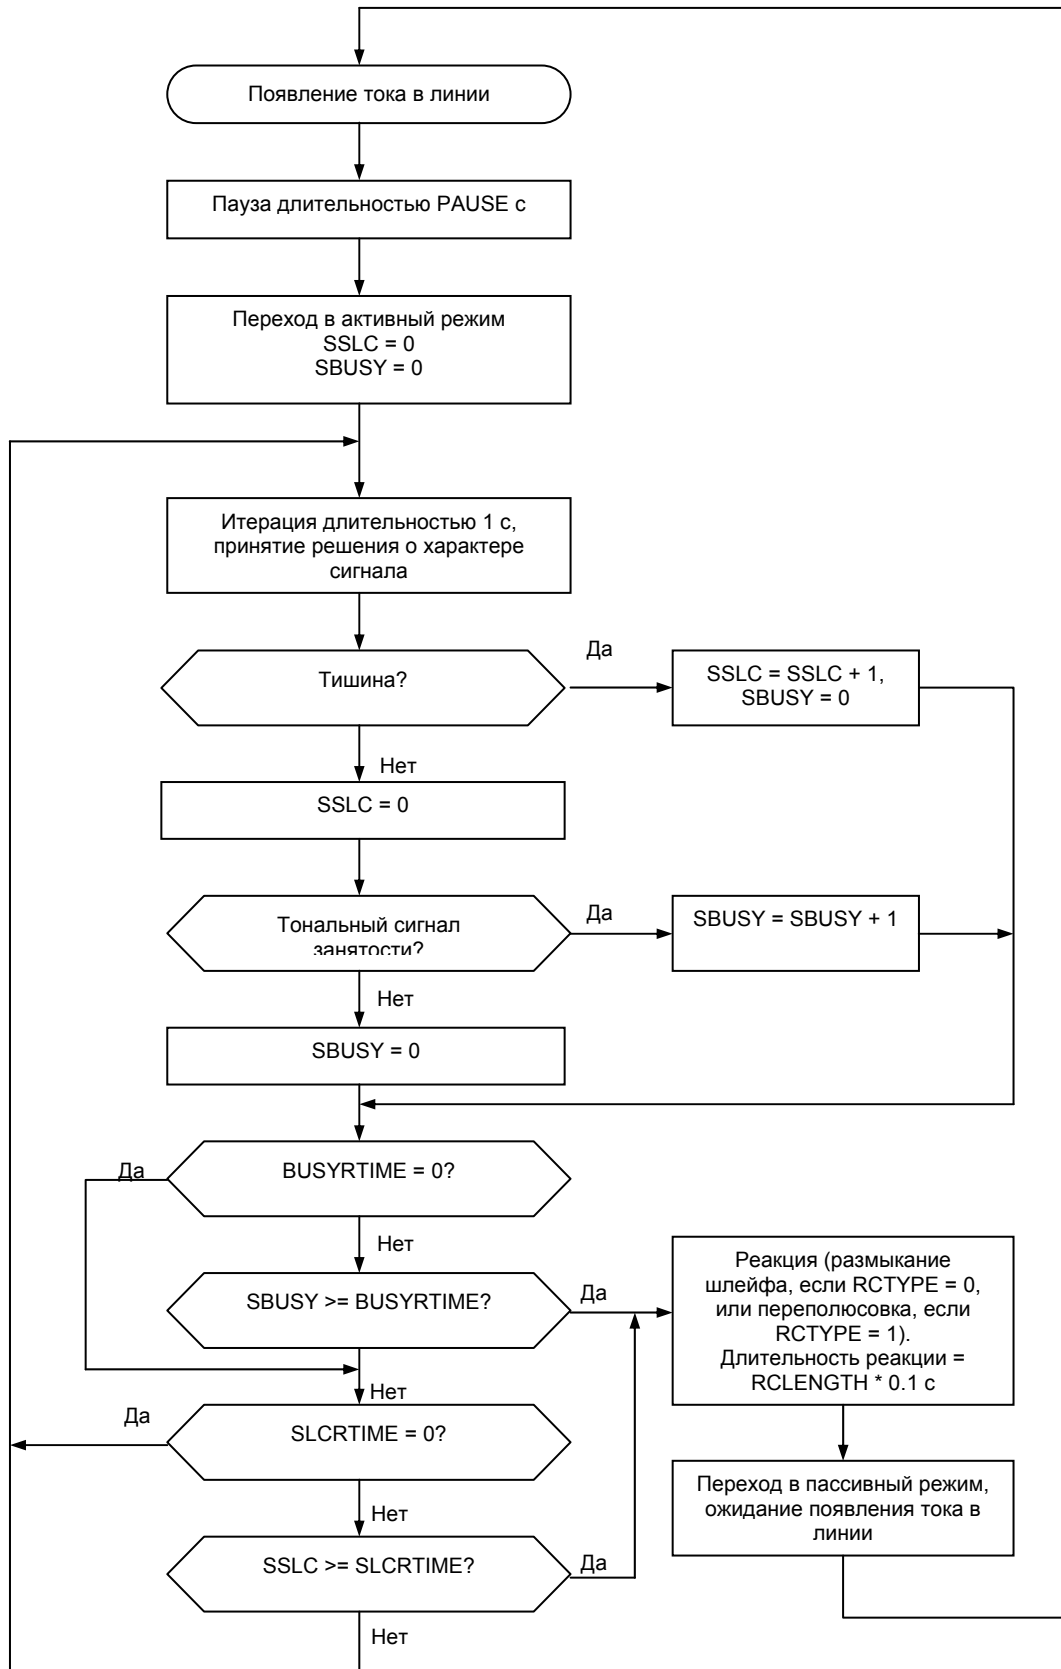 Появление тока в линии
Пауза длительностью PAUSE с
Переход в активный режим
SSLC = 0
SBUSY = 0
Итерация длительностью 1 с,
принятие решения о характере
сигнала
Тишина?
Да
SSLC = SSLC + 1,
SBUSY = 0
Нет
SSLC = 0
Тональный сигнал
занятости?
Да
SBUSY = SBUSY + 1
Нет
SBUSY = 0
BUSYRTIME = 0?
Да
Нет
SBUSY >= BUSYRTIME?
Да
Реакция (размыкание
шлейфа, если RCTYPE = 0,
или переполюсовка, если
RCTYPE = 1).
Длительность реакции =
RCLENGTH * 0.1 с
Нет
SLCRTIME = 0?
Да
Нет
Переход в пассивный режим,
ожидание появления тока в
линии
SSLC >= SLCRTIME?
Да
Нет